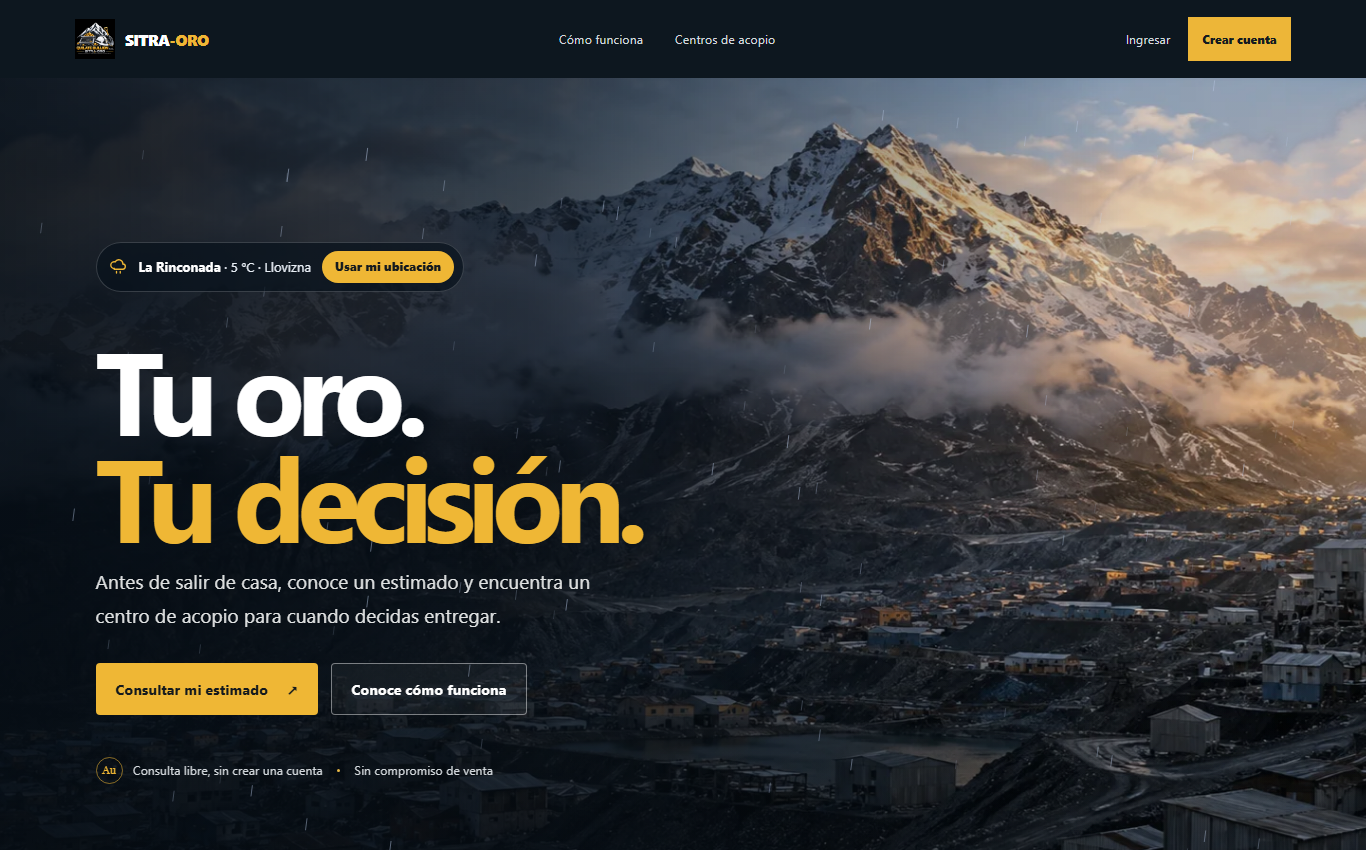 SITRA-ORO
Cómo funciona
Centros de acopio
Ingresar
Crear cuenta
La Rinconada · 5 °C · Llovizna
Usar mi ubicación
Tu oro.
Tu decisión.
Antes de salir de casa, conoce un estimado y encuentra un
centro de acopio para cuando decidas entregar.
Consultar mi estimado ↗
Conoce cómo funciona
Au
Consulta libre, sin crear una cuenta • Sin compromiso de venta